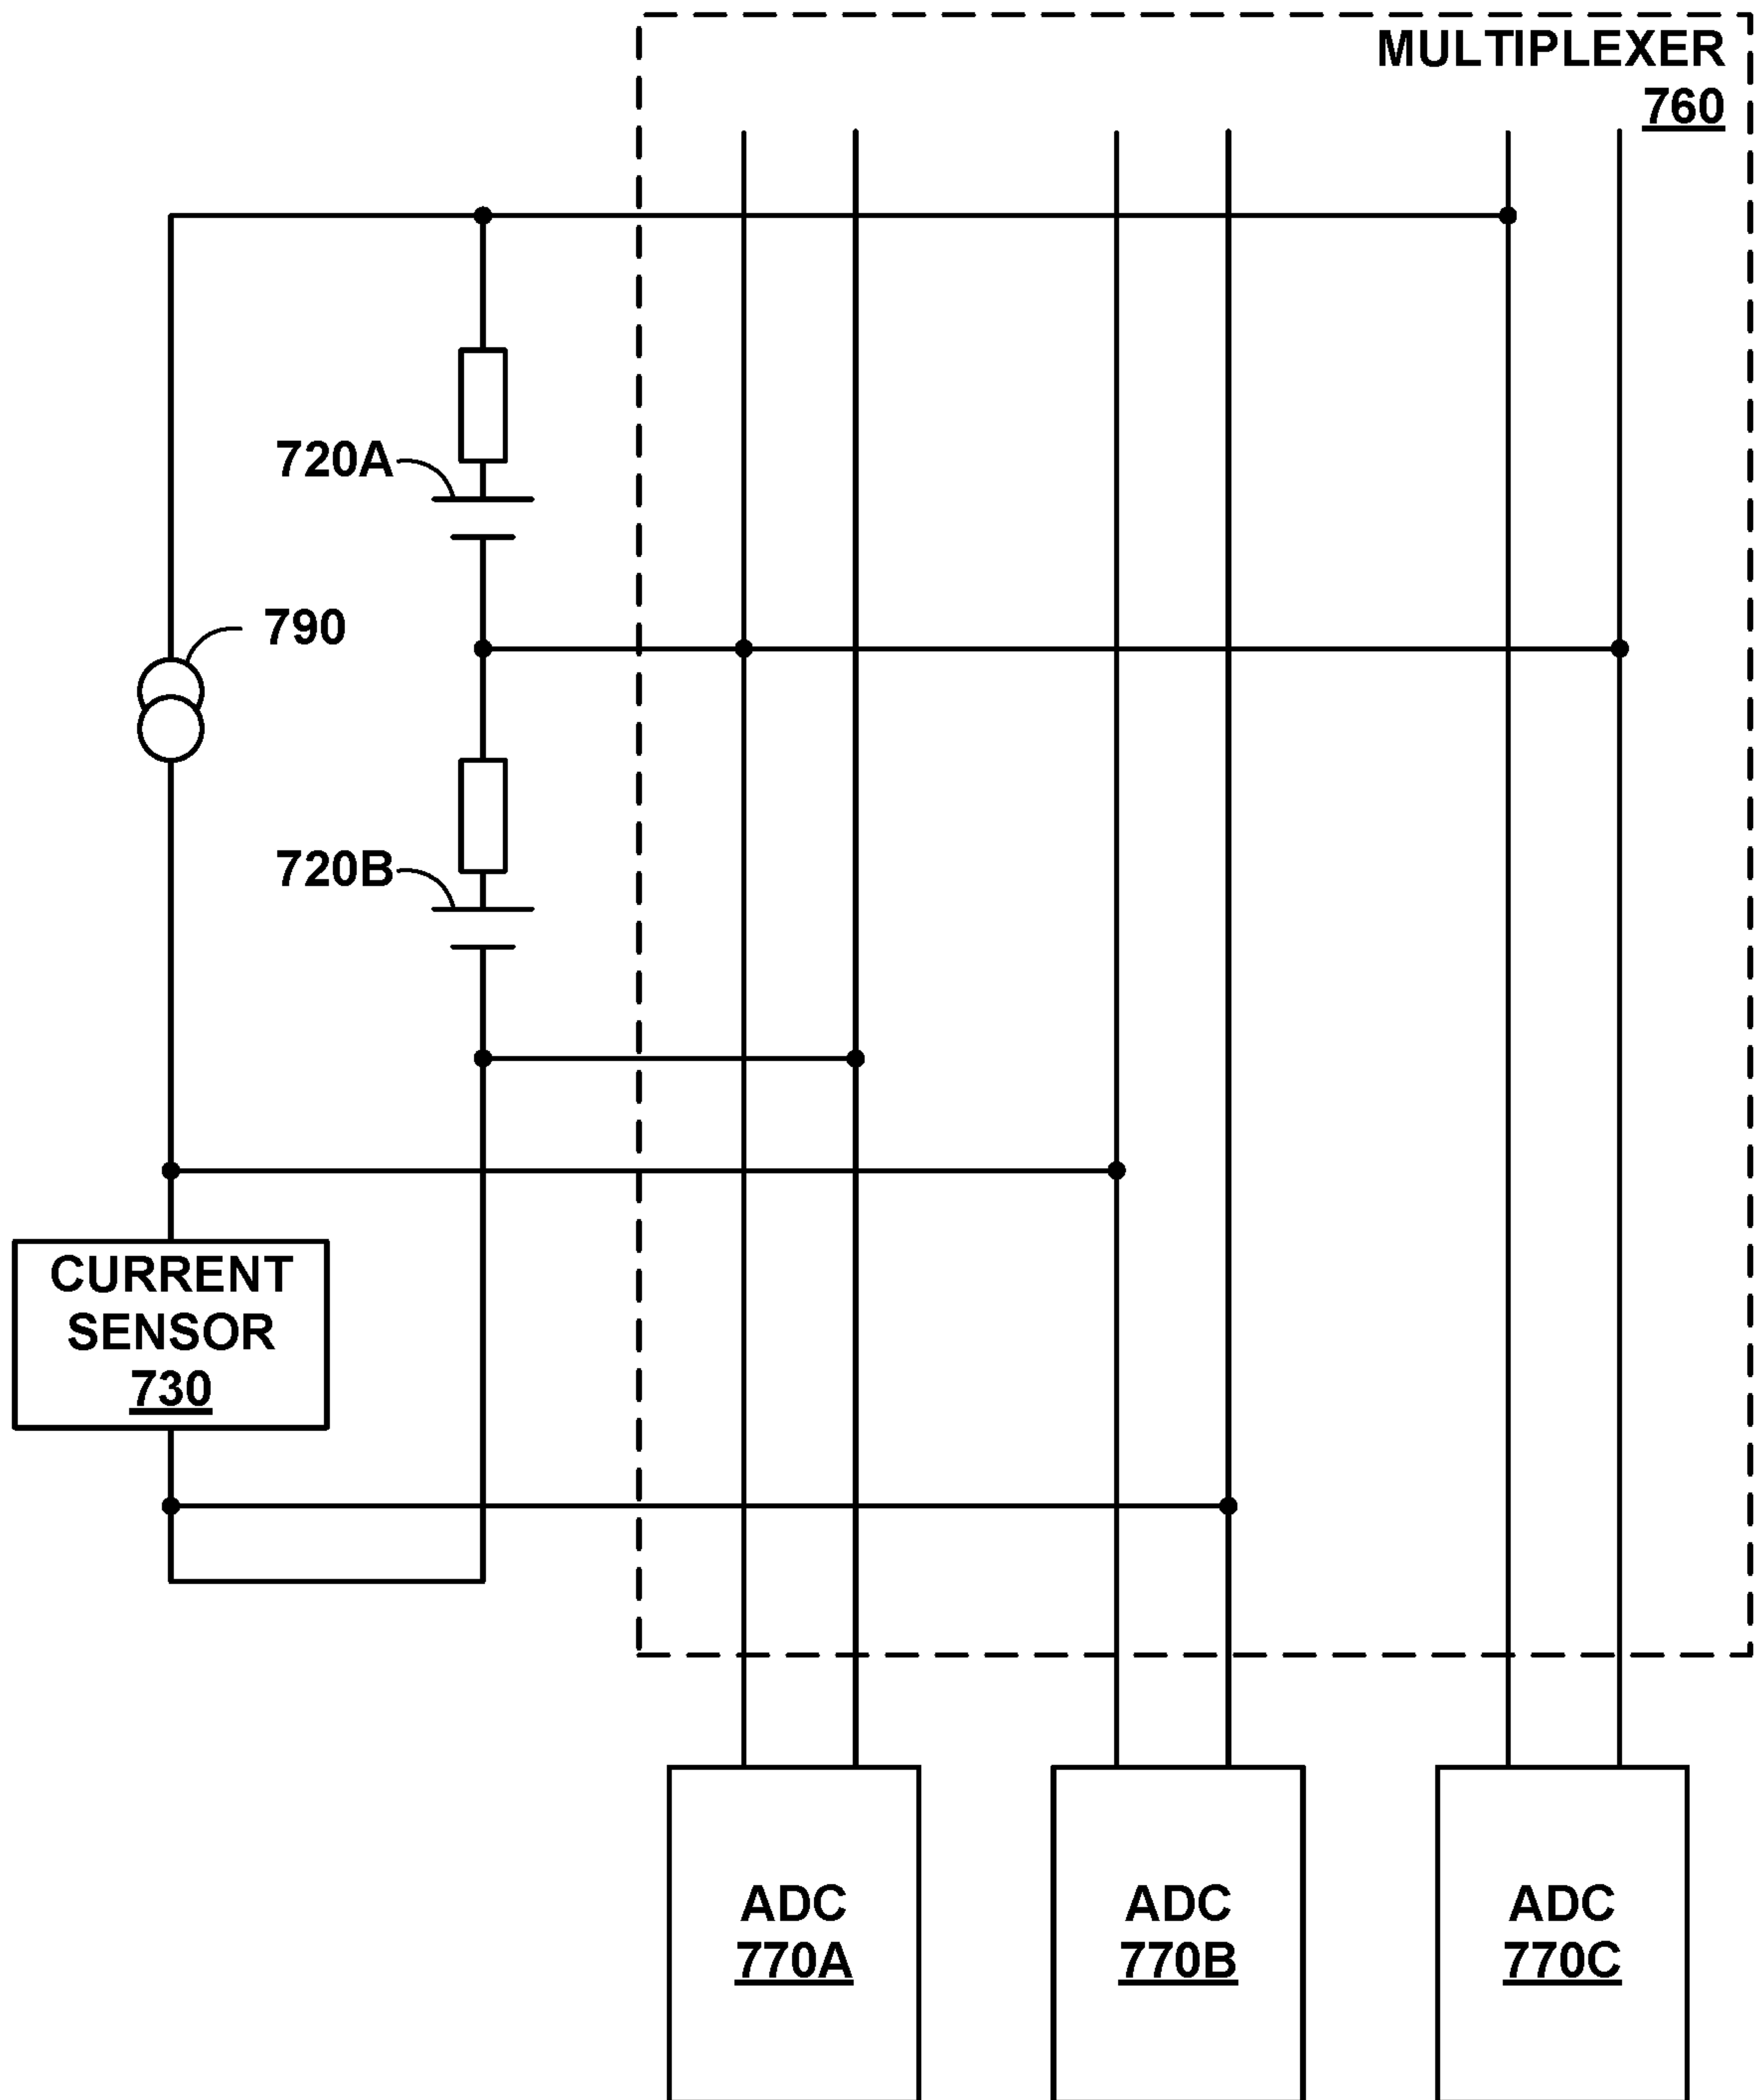 MULTIPLEXER
760
720A
790
720B
CURRENT
SENSOR
730
ADC
770A
ADC
770B
ADC
770C